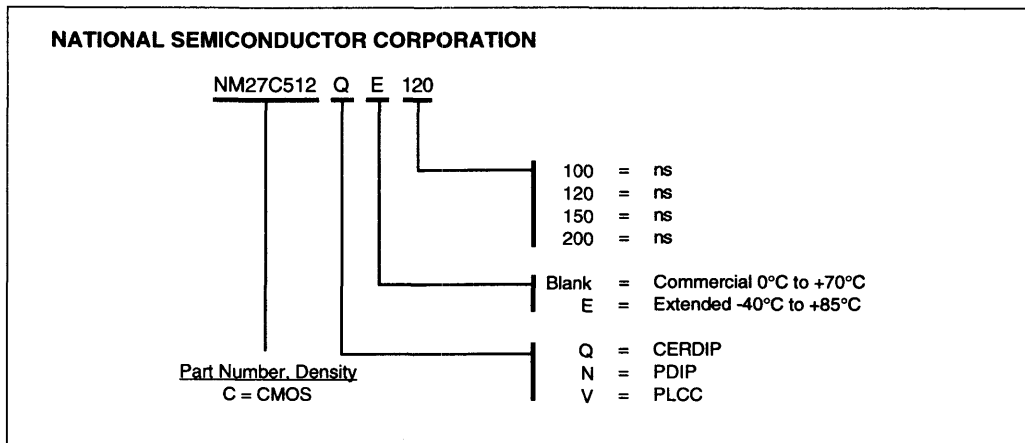 NATIONAL SEMICONDUCTOR CORPORATION
NM27C512 Q E 120
100 = ns
120 = ns
150 = ns
200 = ns
Blank = Commercial 0°C to +70°C
E = Extended -40°C to +85°C
Q = CERDIP
N = PDIP
V = PLCC
Part Number, Density
C = CMOS